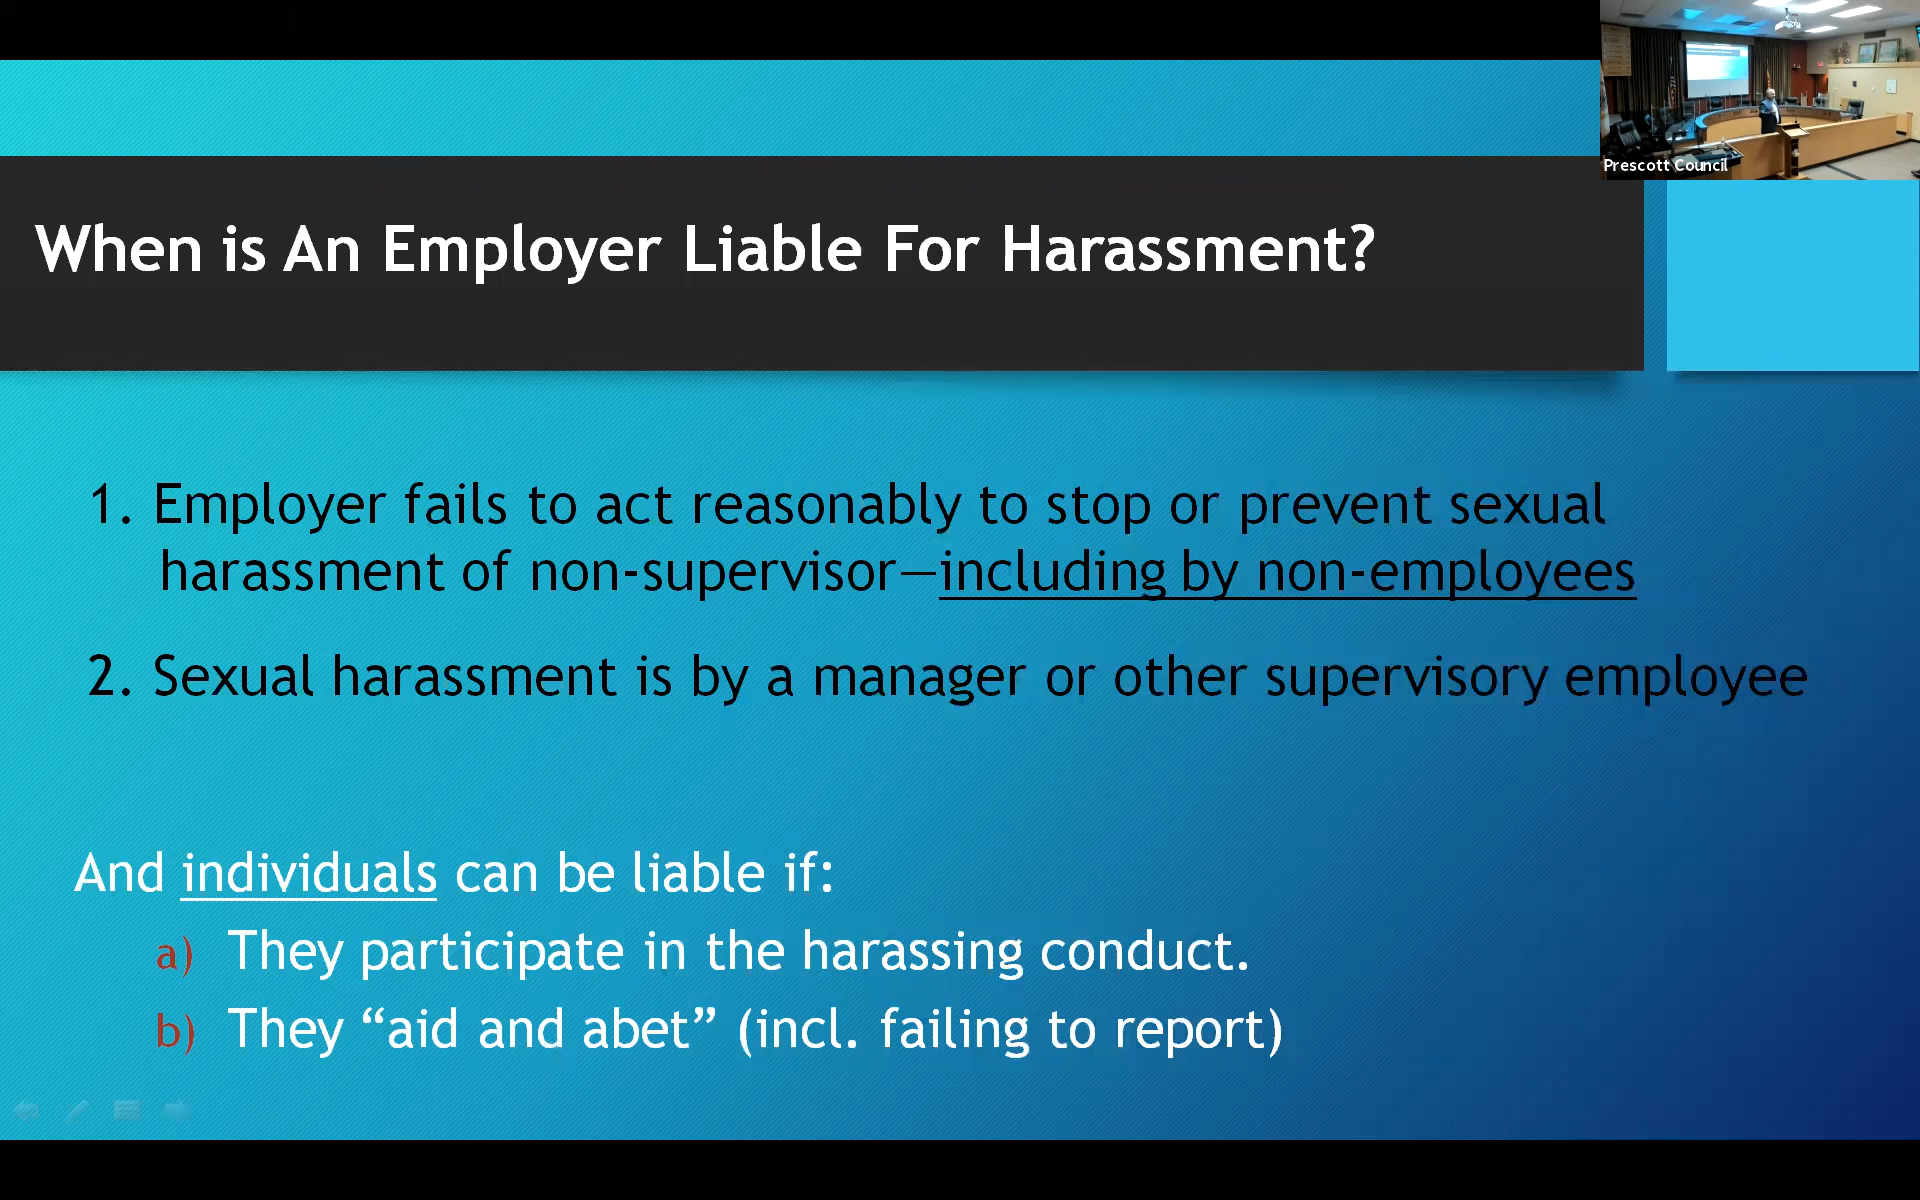 Prescott Council
When is An Employer Liable For Harassment?
1. Employer fails to act reasonably to stop or prevent sexual
harassment of non-supervisor—including by non-employees
2. Sexual harassment is by a manager or other supervisory employee
And individuals can be liable if:
a) They participate in the harassing conduct.
b) They “aid and abet” (incl. failing to report)